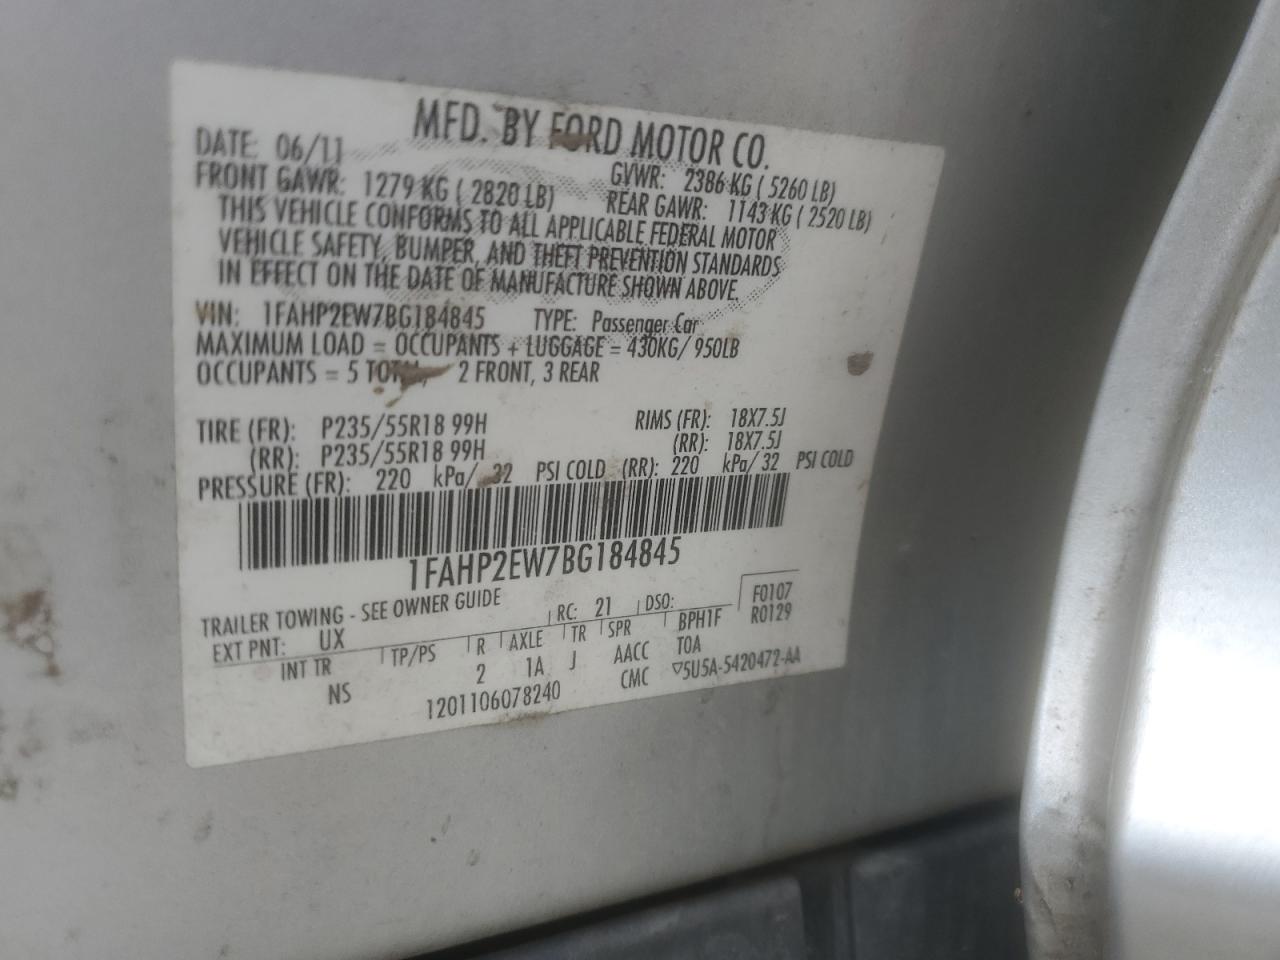 MFD. BY FORD MOTOR CO.
DATE: 06/11 GVWR: 2386 KG ( 5260 LB)
FRONT GAWR: 1279 KG ( 2820 LB) REAR GAWR: 1143 KG ( 2520 LB)
THIS VEHICLE CONFORMS TO ALL APPLICABLE FEDERAL MOTOR
VEHICLE SAFETY, BUMPER, AND THEFT PREVENTION STANDARDS
IN EFFECT ON THE DATE OF MANUFACTURE SHOWN ABOVE.
VIN: 1FAHP2EW7BG184845 TYPE: Passenger Car
MAXIMUM LOAD = OCCUPANTS + LUGGAGE = 430KG/ 950LB
OCCUPANTS = 5 TOTAL, 2 FRONT, 3 REAR
TIRE (FR): P235/55R18 99H RIMS (FR): 18X7.5J
(RR): P235/55R18 99H (RR): 18X7.5J
PRESSURE (FR): 220 kPa/ 32 PSI COLD (RR): 220 kPa/ 32 PSI COLD
1FAHP2EW7BG184845
TRAILER TOWING - SEE OWNER GUIDE
EXT PNT: UX RC: 21 DSO: F0107
INT TR TP/PS R AXLE TR SPR BPH1F R0129
NS 2 1A J AACC TOA
1201106078240 CMC ▽5U5A-5420472-AA